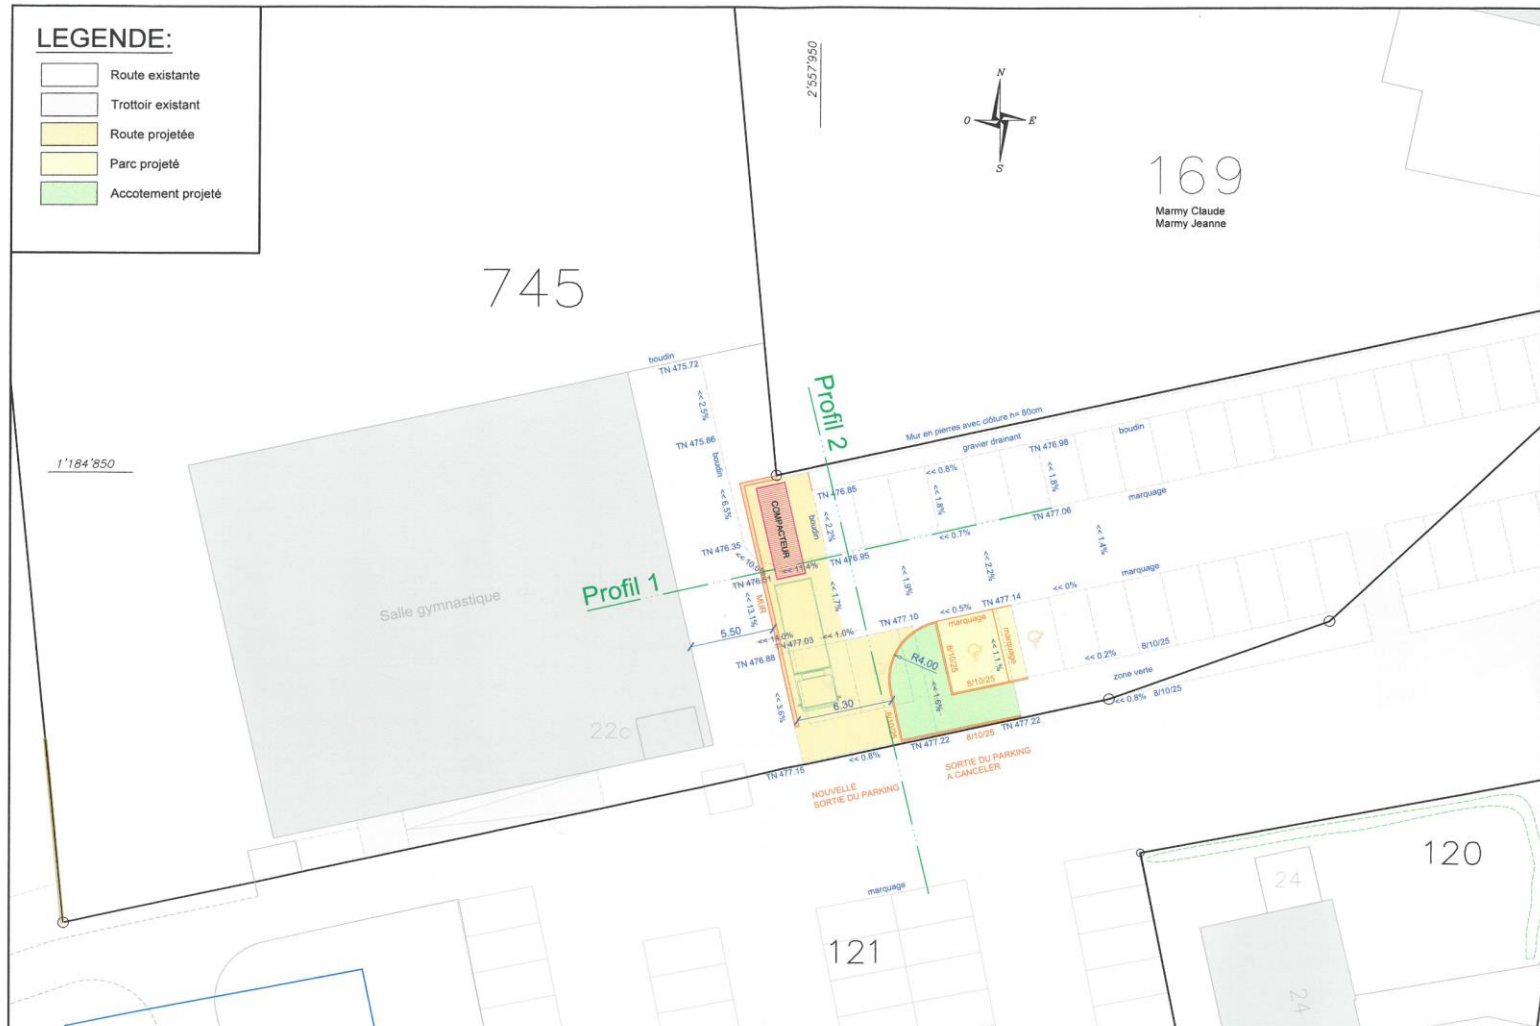 LEGENDE:
Route existante
Trottoir existant
Route projetée
Parc projeté
Accotement projeté
2'557'950
N
O
E
S
169
Marmy Claude
Marmy Jeanne
745
1'184'850
boudin
TN 475.72
<< 2.5%
TN 475.86
boudin
<< 6.5%
Profil 2
Mur en pierres avec clôture h= 80cm
gravier drainant
TN 476.98
boudin
<< 0.8%
<< 1.8%
<< 1.8%
marquage
TN 476.85
TN 477.06
<< 2.2%
boudin
COMPACTEUR
<< 0.7%
<< 1.4%
TN 476.35
TN 476.95
<< 2.2%
<< 1.9%
<< 1.7%
Profil 1
MUR
<< 13.1%
Salle gymnastique
5.50
<< 1.0%
TN 477.03
TN 476.88
TN 477.10
<< 0.5%
TN 477.14
<< 0%
marquage
marquage
marquage
8/10/25
<< 1.1%
8/10/25
R4.00
<< 1.6%
<< 0.2%
8/10/25
zone verte
<< 0.8%
8/10/25
6.30
<< 3.6%
8/10/25
22c
TN 477.15
<< 0.8%
TN 477.22
8/10/25
TN 477.22
NOUVELLE
SORTIE DU PARKING
SORTIE DU PARKING
A CANCELER
marquage
121
120
24
24